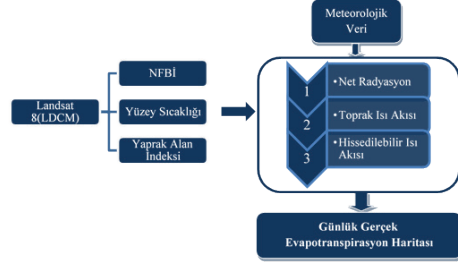 Meteorolojik
Veri
Landsat
8(LDCM)
NFBİ
Yüzey Sıcaklığı
Yaprak Alan
İndeksi
1
• Net Radyasyon
2
• Toprak Isı Akısı
3
• Hissedilebilir Isı
Akısı
Günlük Gerçek
Evapotranspirasyon Haritası